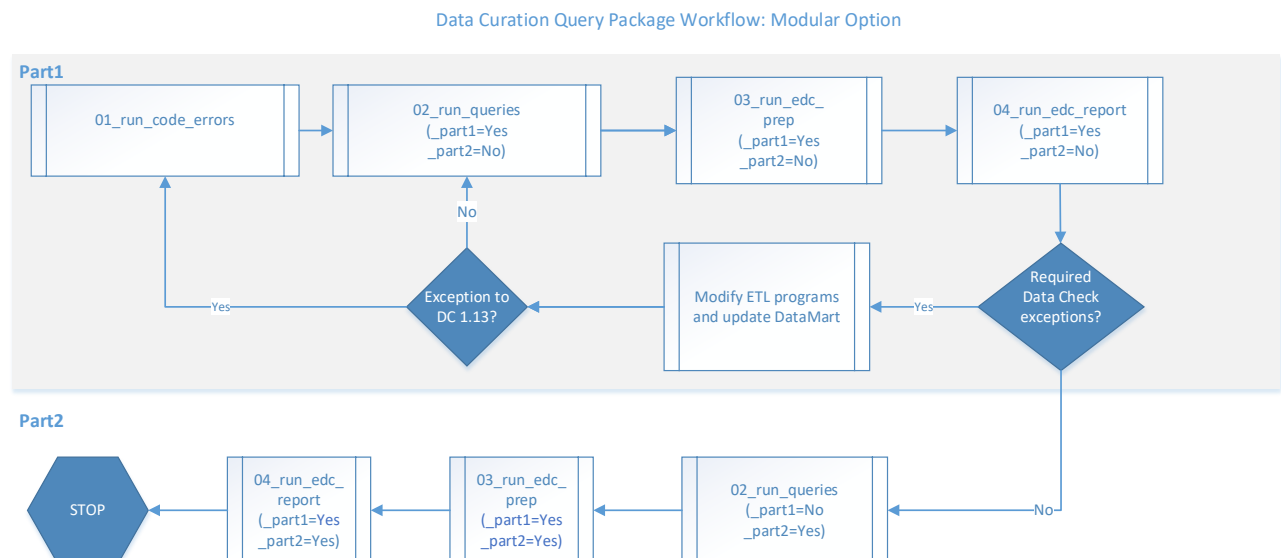 Data Curation Query Package Workflow: Modular Option
Part1
01_run_code_errors
02_run_queries
(_part1=Yes
_part2=No)
03_run_edc_
prep
(_part1=Yes
_part2=No)
04_run_edc_report
(_part1=Yes
_part2=No)
No
Exception to
DC 1.13?
Yes
Modify ETL programs
and update DataMart
Yes
Required
Data Check
exceptions?
Part2
STOP
04_run_edc_
report
(_part1=Yes
_part2=Yes)
03_run_edc_
prep
(_part1=Yes
_part2=Yes)
02_run_queries
(_part1=No
_part2=Yes)
No